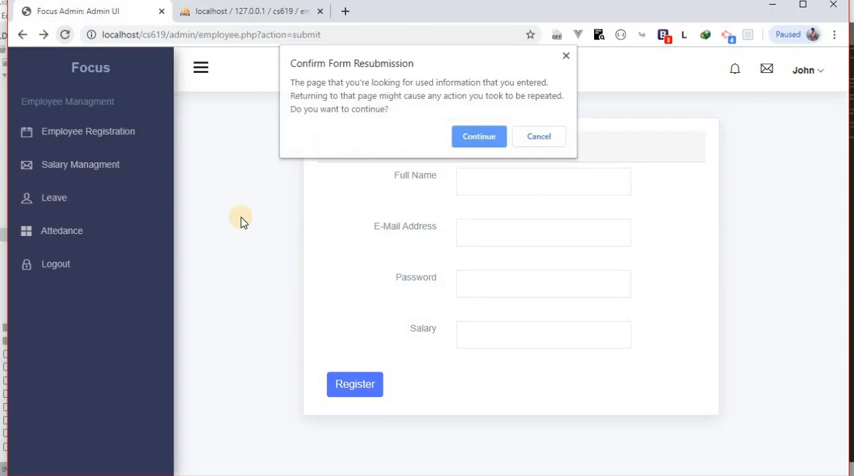 Focus Admin: Admin UI
localhost / 127.0.0.1 / cs619 / em
localhost/cs619/admin/employee.php?action=submit
Paused
Focus
John
Employee Managment
Employee Registration
Salary Managment
Leave
Attedance
Logout
Confirm Form Resubmission
The page that you're looking for used information that you entered.
Returning to that page might cause any action you took to be repeated.
Do you want to continue?
Continue
Cancel
Full Name
E-Mail Address
Password
Salary
Register